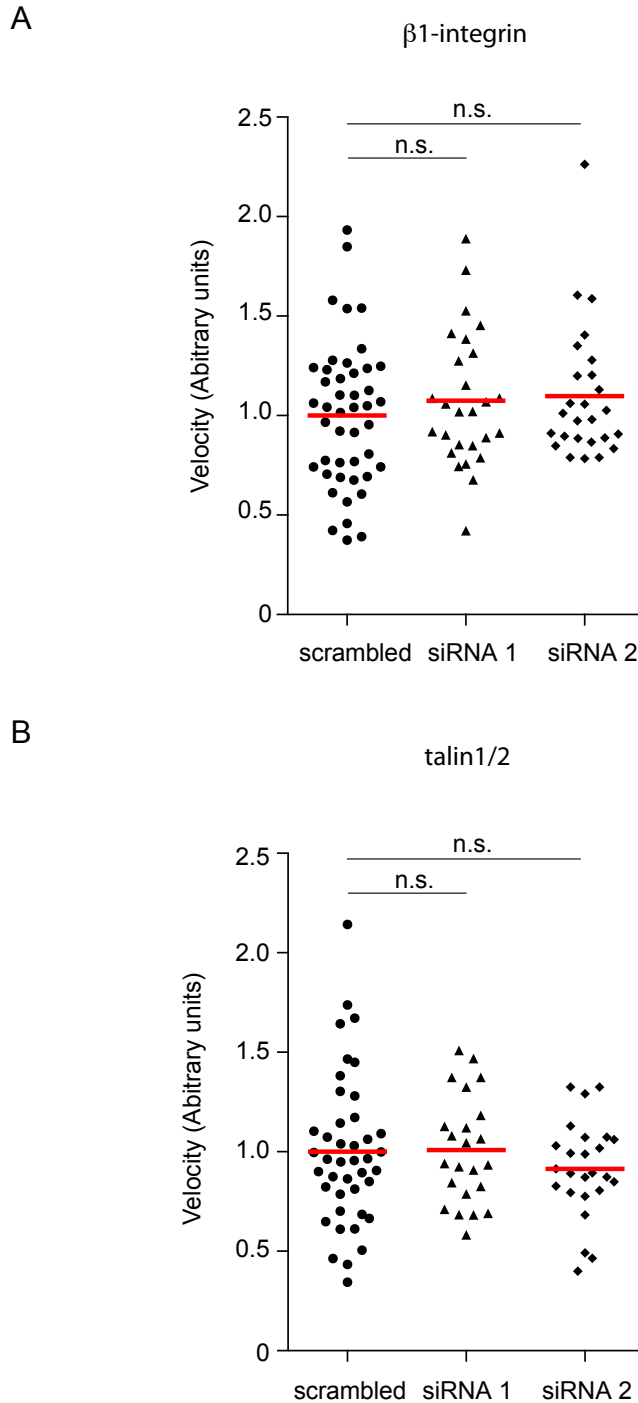 A
β1-integrin
2.5
n.s.
n.s.
2.0
1.5
1.0
0.5
0
Velocity (Abitrary units)
scrambled siRNA 1 siRNA 2
B
talin1/2
2.5
n.s.
n.s.
2.0
1.5
1.0
0.5
0
Velocity (Abitrary units)
scrambled siRNA 1 siRNA 2